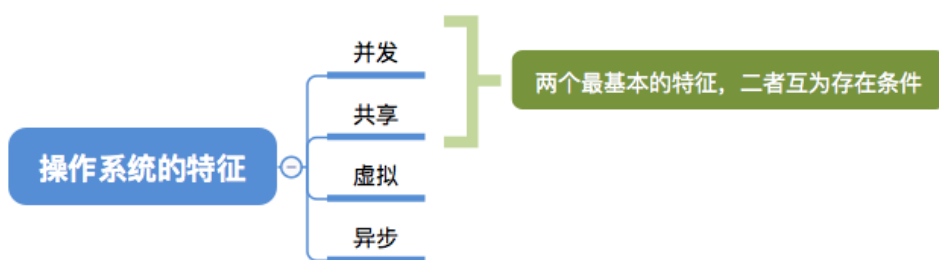 并发
共享
两个最基本的特征，二者互为存在条件
操作系统的特征
虚拟
异步